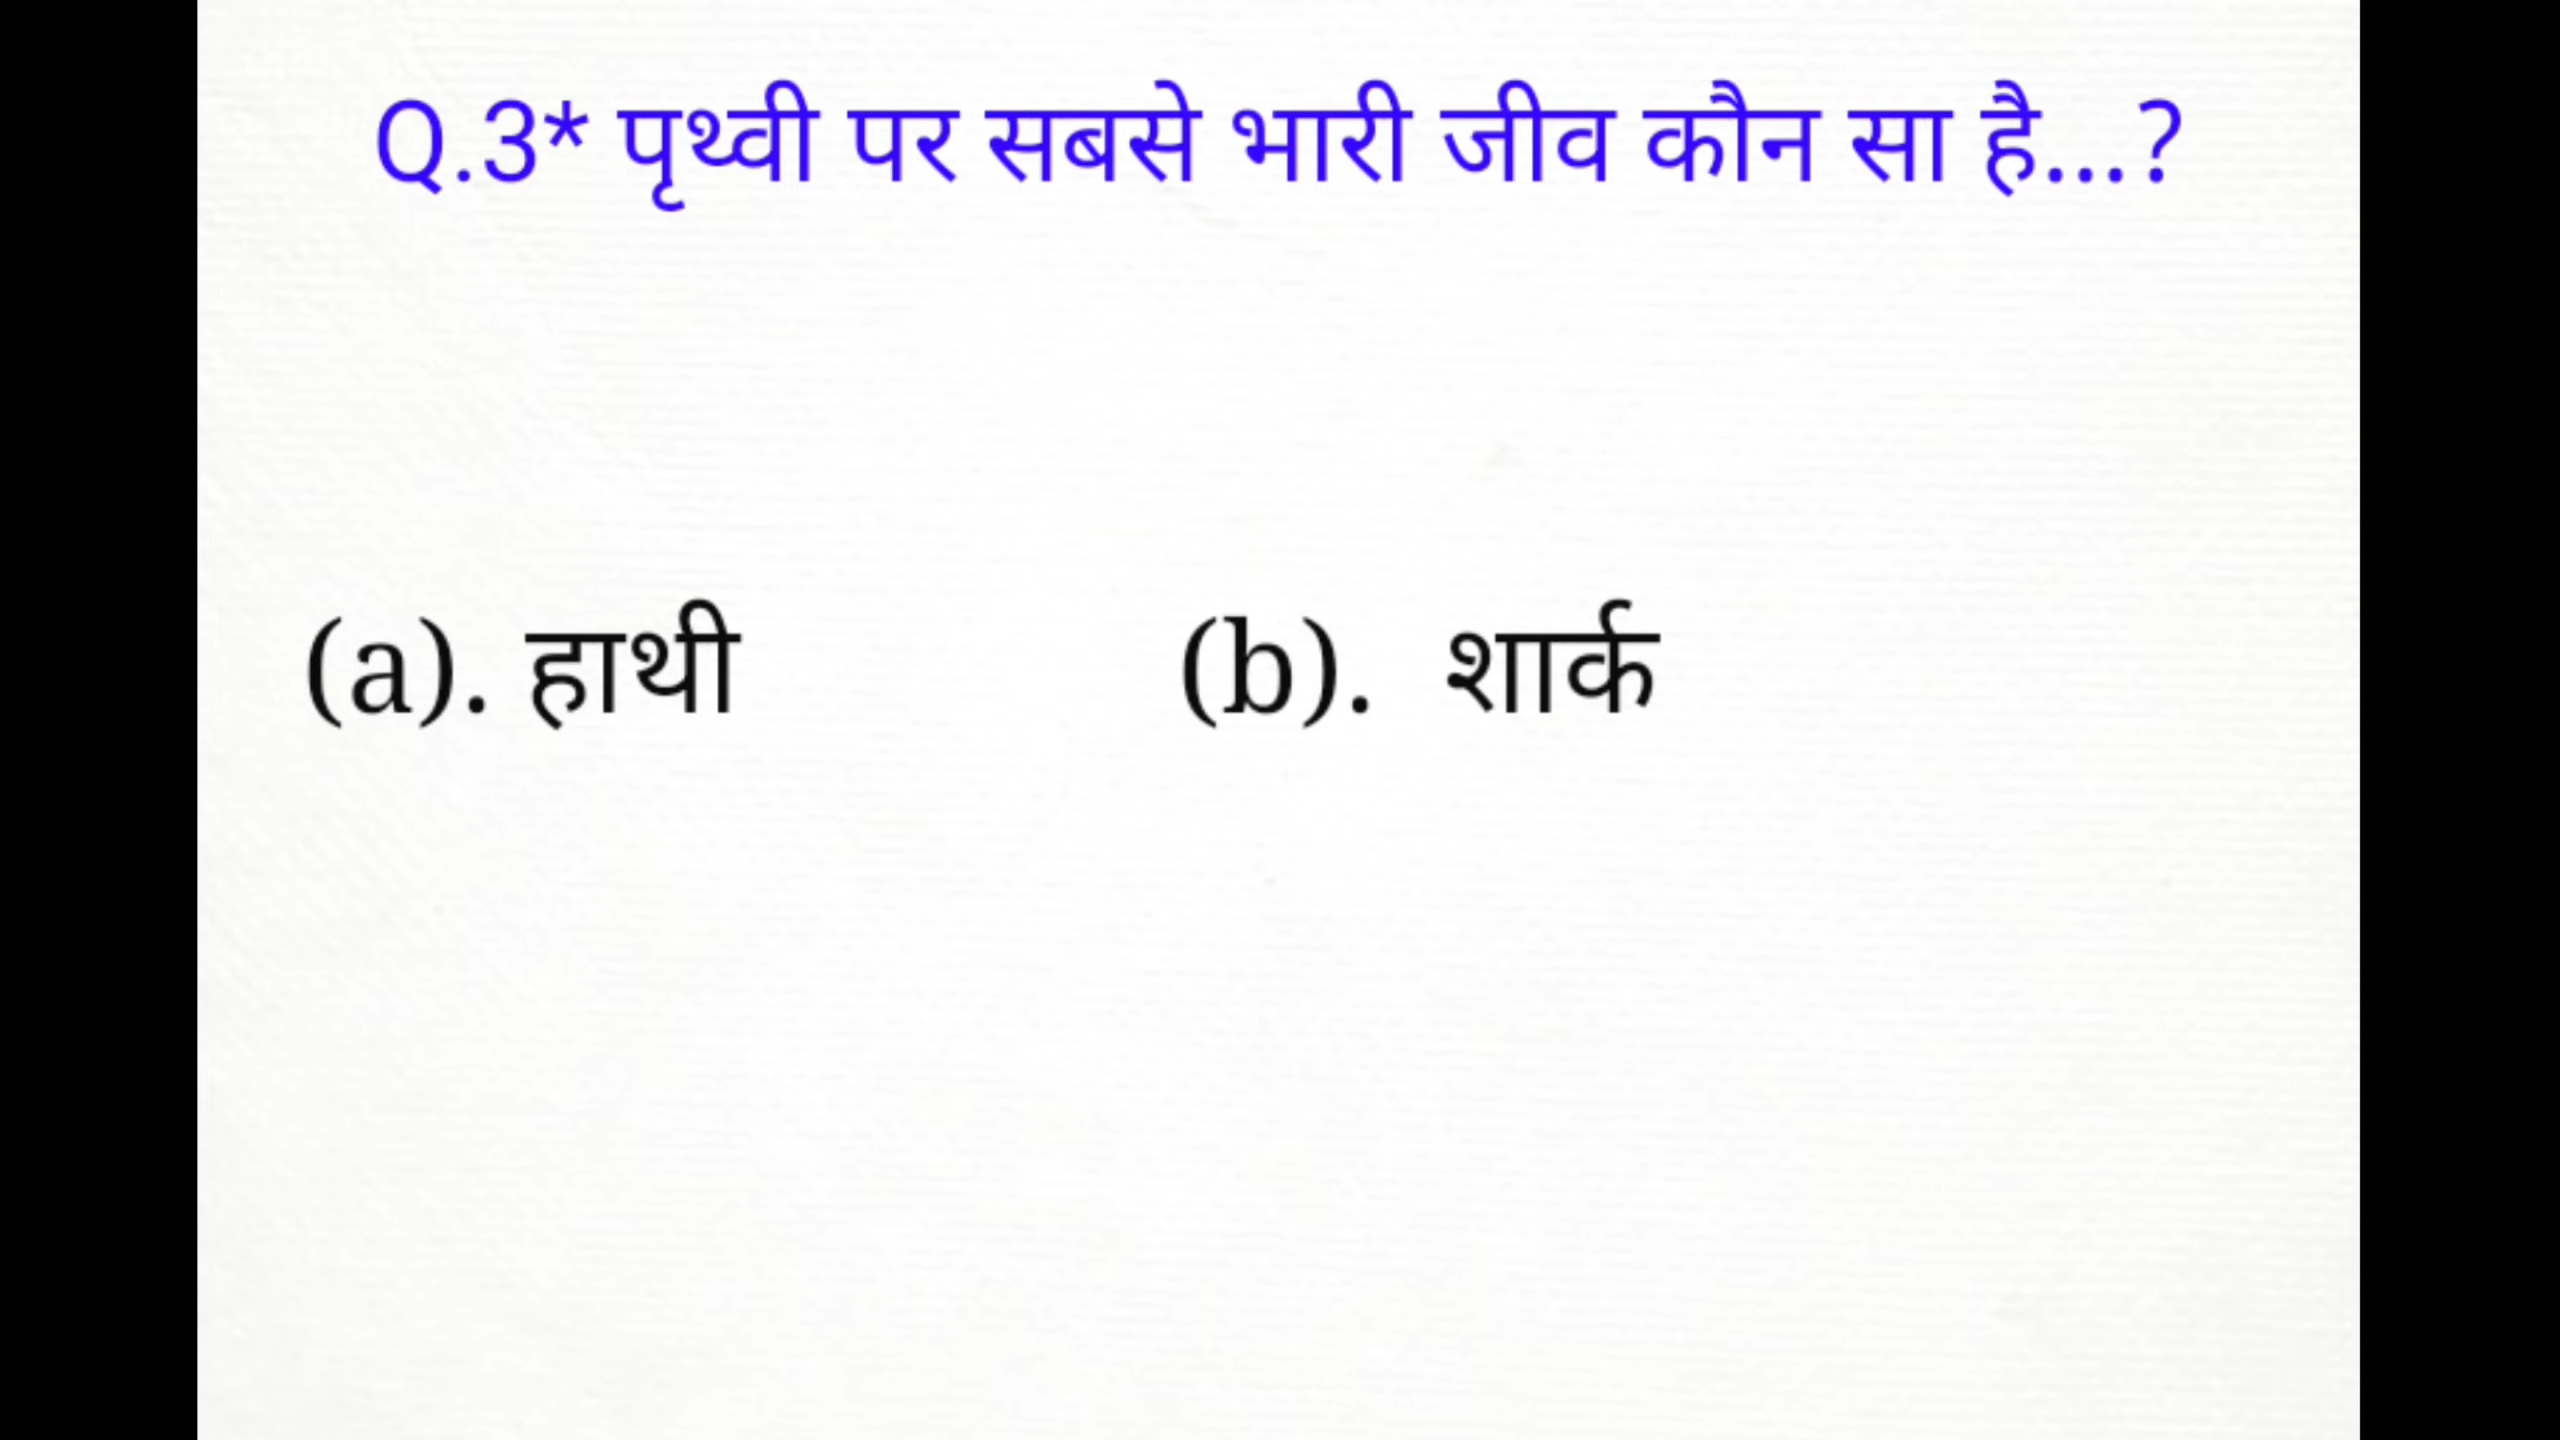 Q.3* पृथ्वी पर सबसे भारी जीव कौन सा है...?
(a). हाथी (b). शार्क